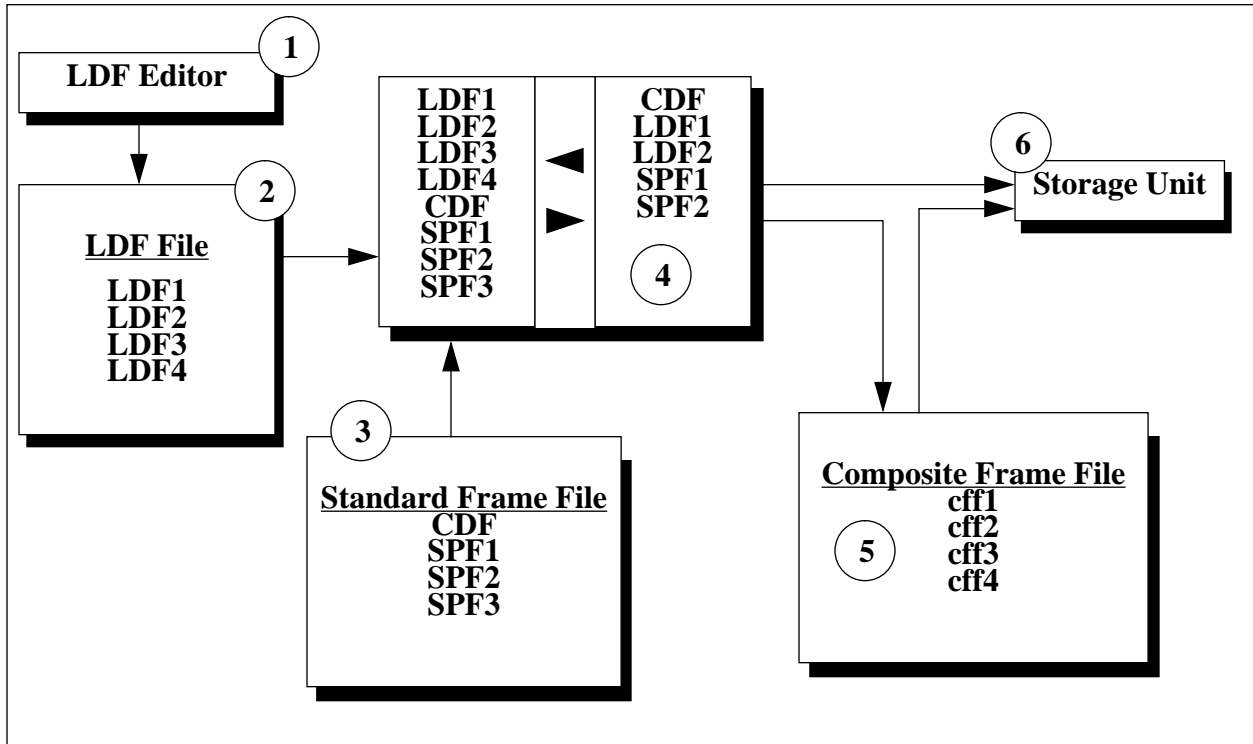 1
LDF Editor
2
LDF File
LDF1
LDF2
LDF3
LDF4
LDF1
LDF2
LDF3
LDF4
CDF
SPF1
SPF2
SPF3
CDF
LDF1
LDF2
SPF1
SPF2
4
6
Storage Unit
3
Standard Frame File
CDF
SPF1
SPF2
SPF3
Composite Frame File
cff1
cff2
cff3
cff4
5